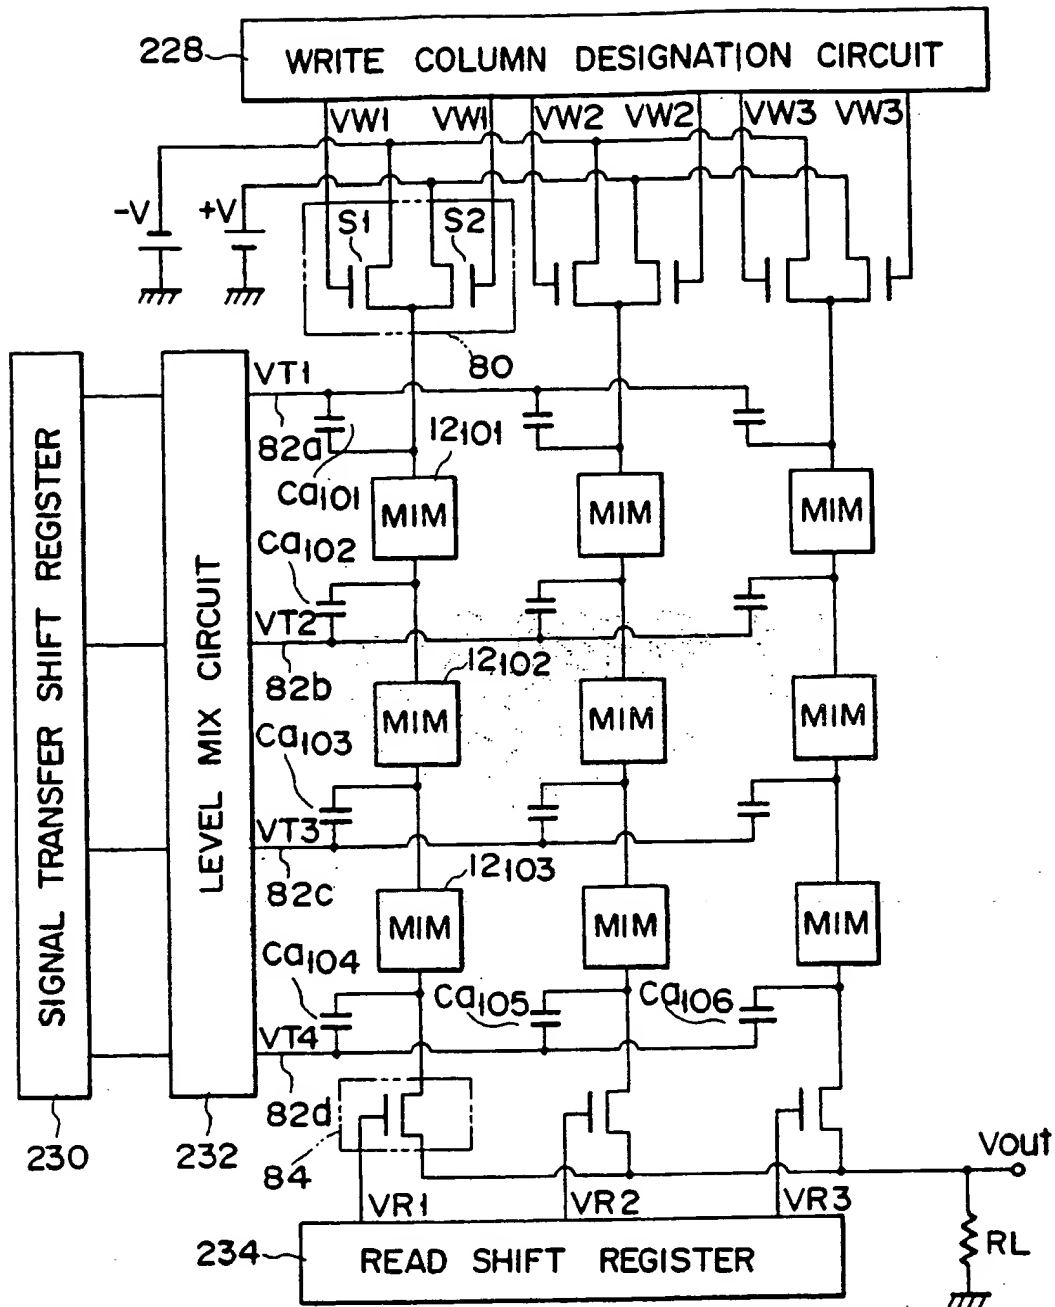 228
WRITE COLUMN DESIGNATION CIRCUIT
VW1 VW1 VW2 VW2 VW3 VW3
-V
+V
S1
S2
80
SIGNAL TRANSFER SHIFT REGISTER
LEVEL MIX CIRCUIT
VT1
82a
Ca101
12101
MIM
MIM
MIM
Ca102
VT2
82b
12102
MIM
MIM
MIM
Ca103
VT3
82c
12103
MIM
MIM
MIM
Ca104
Ca105
Ca106
VT4
82d
230
232
84
Vout
VR1
VR2
VR3
234
READ SHIFT REGISTER
RL